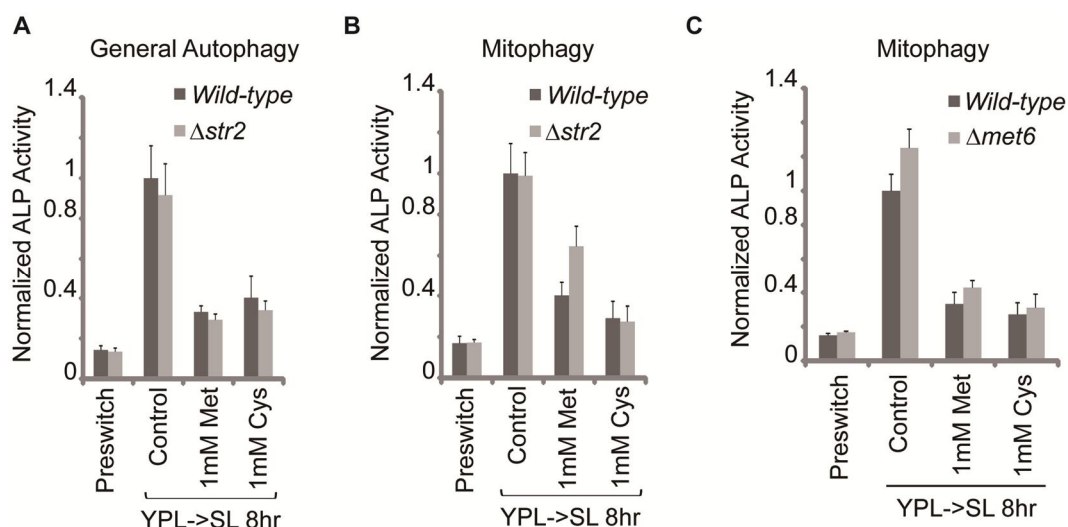 A
General Autophagy
Wild-type
Δstr2
Normalized ALP Activity
1.4
1
0.8
0.4
0
Preswitch
Control
1mM Met
1mM Cys
YPL->SL 8hr
B
Mitophagy
Wild-type
Δstr2
Normalized ALP Activity
1.4
1
0.8
0.4
0
Preswitch
Control
1mM Met
1mM Cys
YPL->SL 8hr
C
Mitophagy
Wild-type
Δmet6
Normalized ALP Activity
1.4
1
0.8
0.4
0
Preswitch
Control
1mM Met
1mM Cys
YPL->SL 8hr